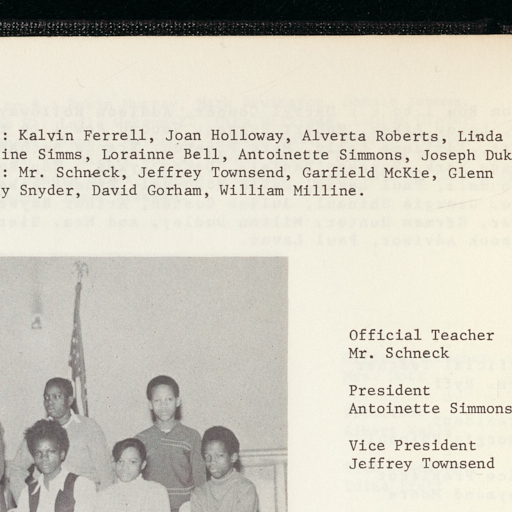 : Kalvin Ferrell, Joan Holloway, Alverta Roberts, Linda
ine Simms, Lorainne Bell, Antoinette Simmons, Joseph Duk
: Mr. Schneck, Jeffrey Townsend, Garfield McKie, Glenn
y Snyder, David Gorham, William Milline.
Official Teacher
Mr. Schneck
President
Antoinette Simmons
Vice President
Jeffrey Townsend